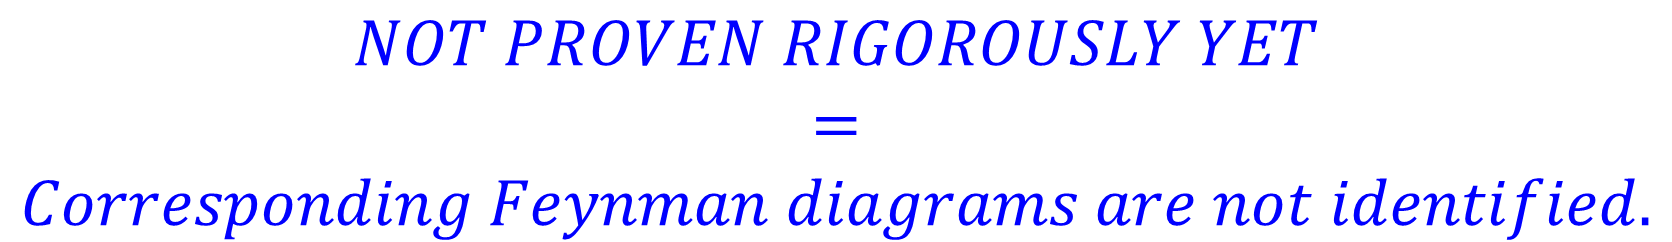 NOT PROVEN RIGOROUSLY YET
=
Corresponding Feynman diagrams are not identified.